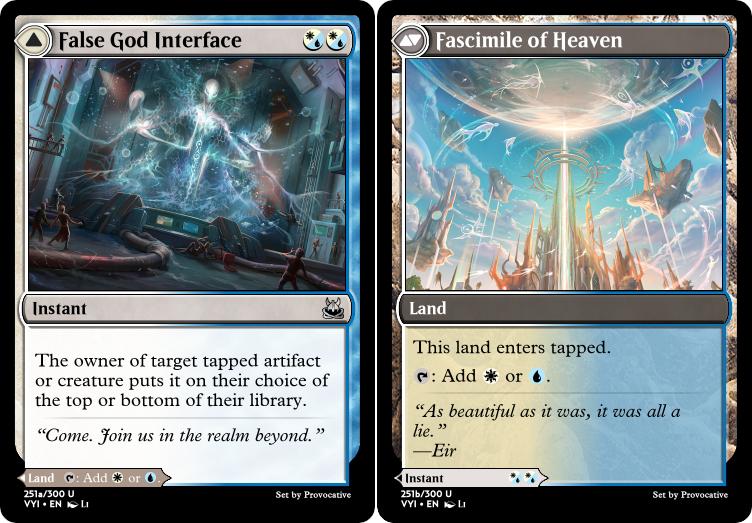 False God Interface
Instant
The owner of target tapped artifact
or creature puts it on their choice of
the top or bottom of their library.
"Come. Join us in the realm beyond."
Land : Add or .
251a/300 U
VYI • EN LI
Set by Provocative
Fascimile of Heaven
Land
This land enters tapped.
: Add or .
"As beautiful as it was, it was all a
lie."
—Eir
Instant
251b/300 U
VYI • EN LI
Set by Provocative